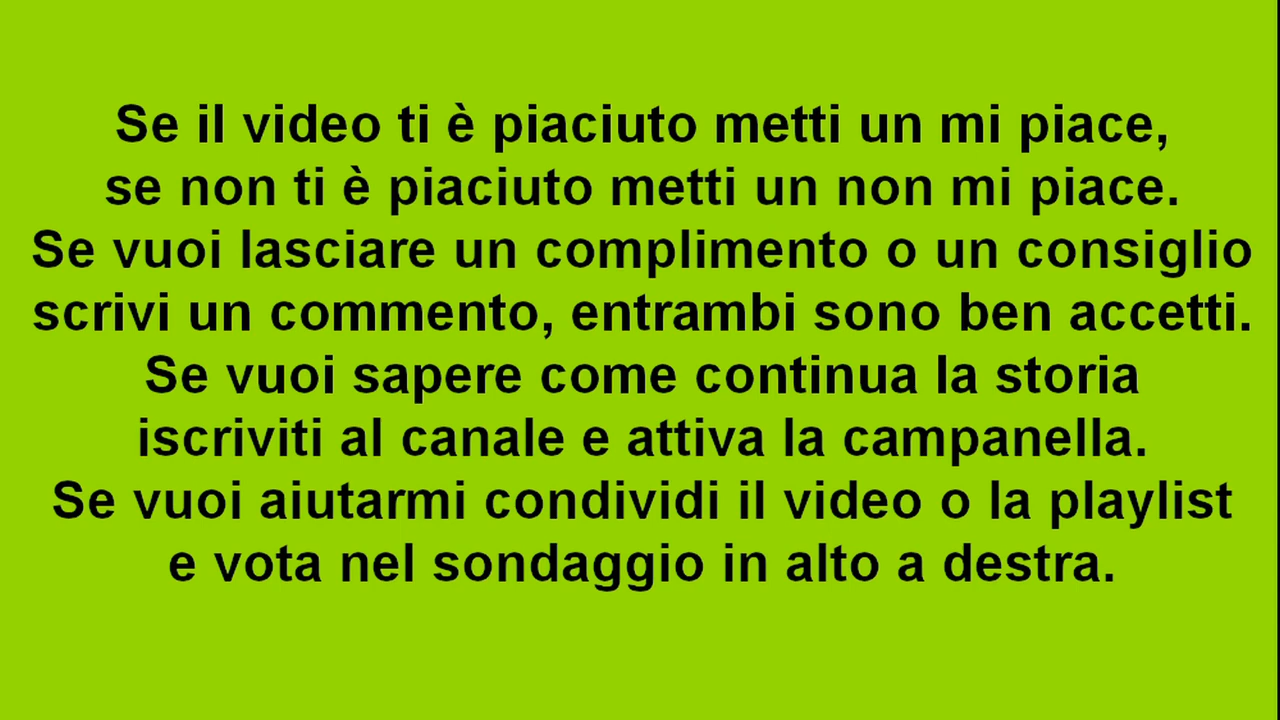 Se il video ti è piaciuto metti un mi piace,
se non ti è piaciuto metti un non mi piace.
Se vuoi lasciare un complimento o un consiglio
scrivi un commento, entrambi sono ben accetti.
Se vuoi sapere come continua la storia
iscriviti al canale e attiva la campanella.
Se vuoi aiutarmi condividi il video o la playlist
e vota nel sondaggio in alto a destra.